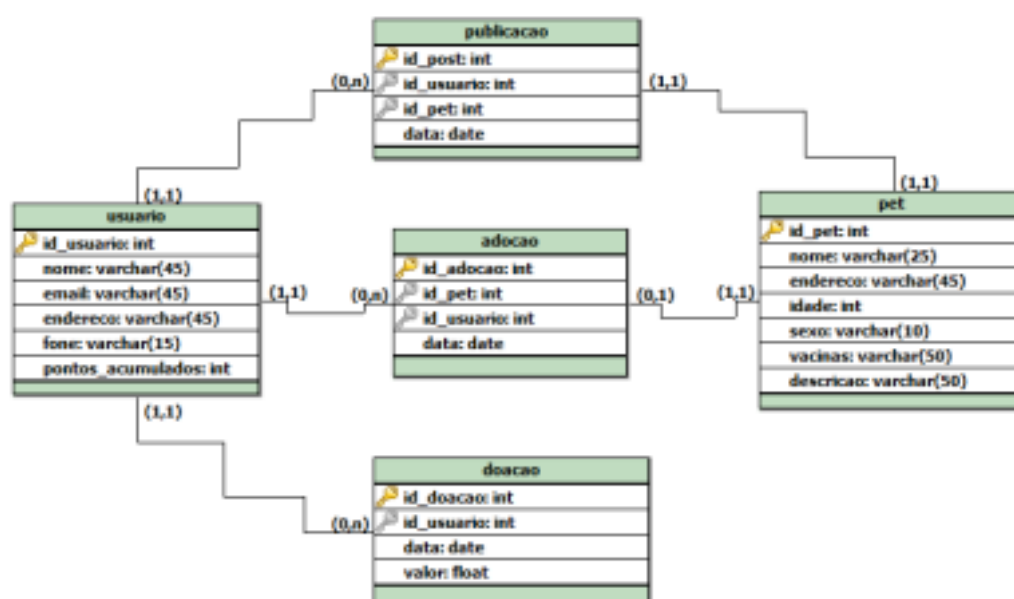 publicacao
id_post: int
id_usuario: int
id_pet: int
data: date
(0,n)
(1,1)
(1,1)
(1,1)
usuario
id_usuario: int
nome: varchar(45)
email: varchar(45)
endereco: varchar(45)
fone: varchar(15)
pontos_acumulados: int
(1,1)
(0,n)
adocao
id_adocao: int
id_pet: int
id_usuario: int
data: date
(0,1)
(1,1)
pet
id_pet: int
nome: varchar(25)
endereco: varchar(45)
idade: int
sexo: varchar(10)
vacinas: varchar(50)
descricao: varchar(50)
(1,1)
(0,n)
doacao
id_doacao: int
id_usuario: int
data: date
valor: float